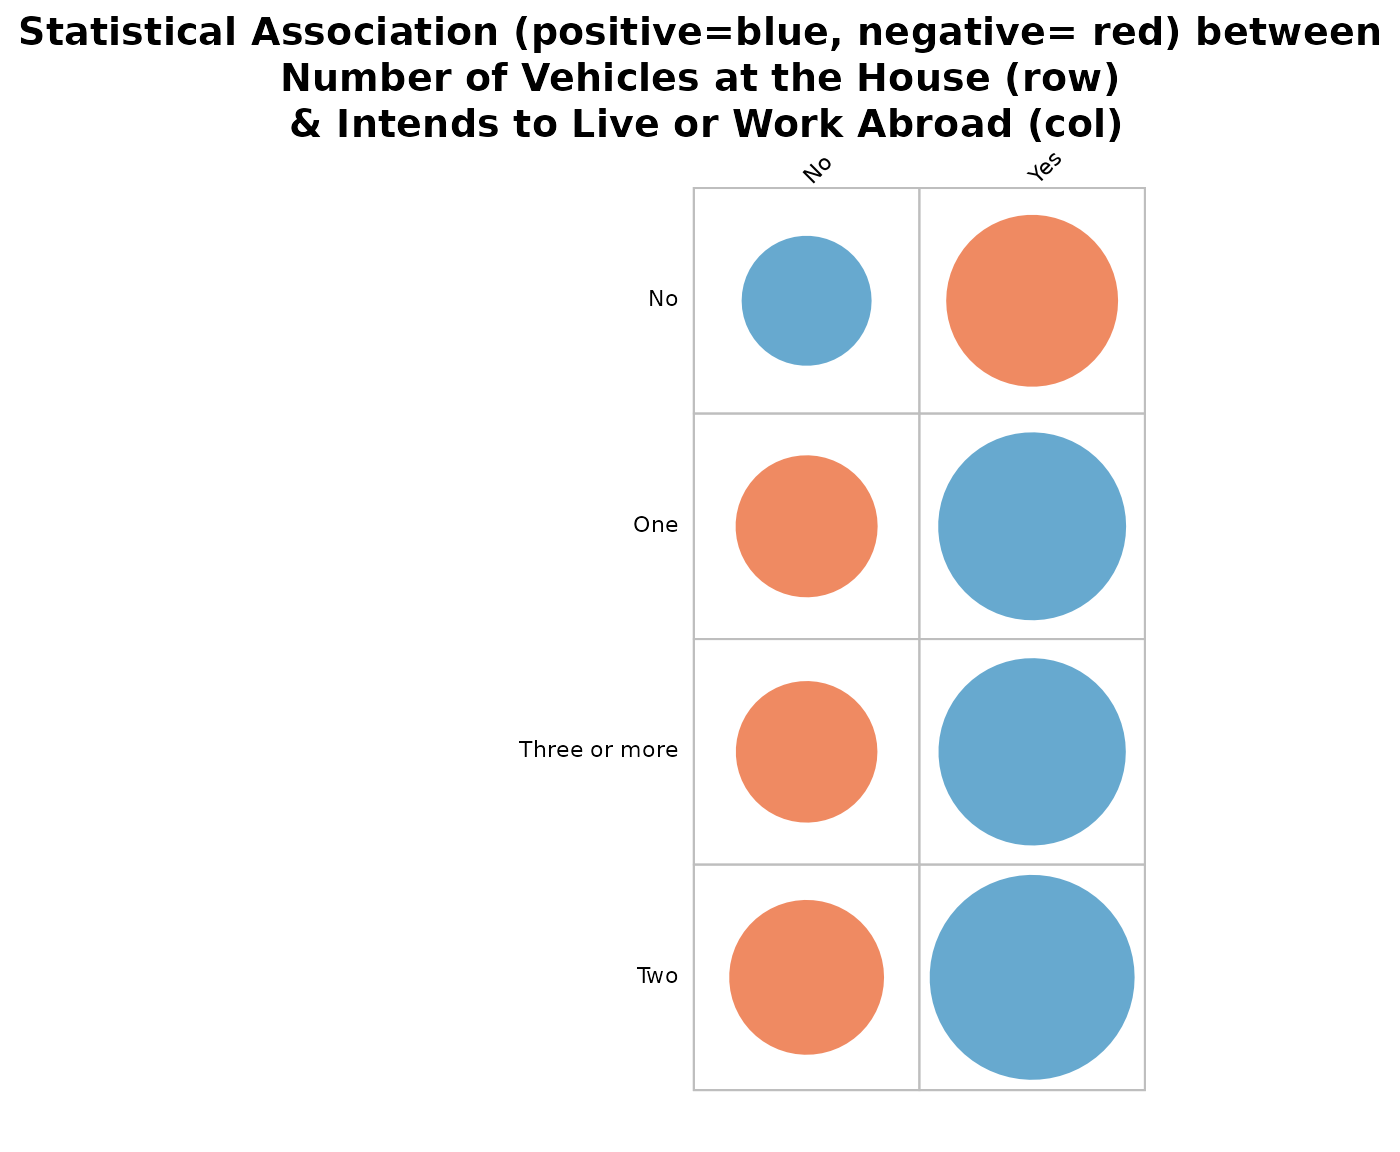 Statistical Association (positive=blue, negative= red) between
Number of Vehicles at the House (row)
& Intends to Live or Work Abroad (col)
No
Yes
No
One
Three or more
Two